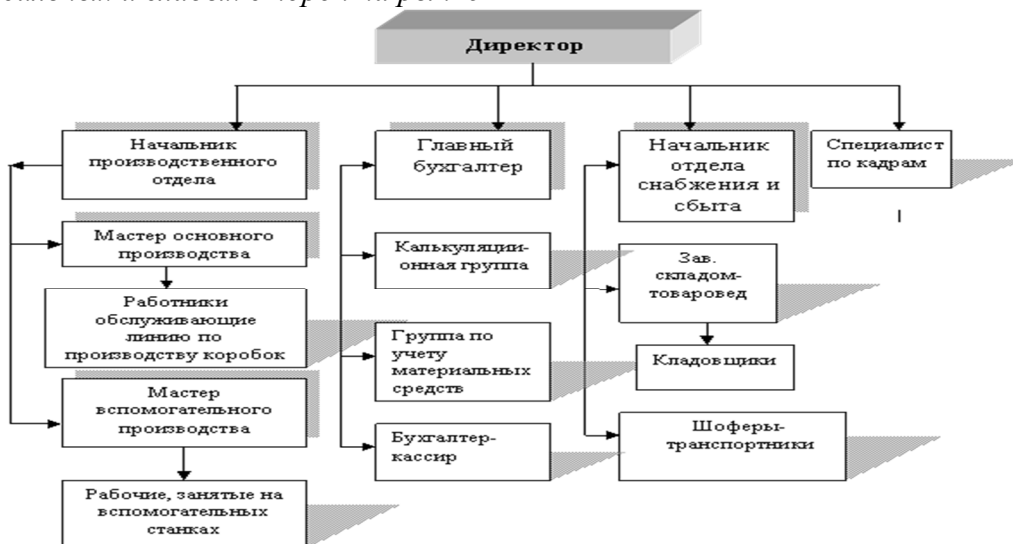 Директор
Начальник
производственного
отдела
Мастер основного
производства
Работники
обслуживающие
линию по
производству коробок
Мастер
вспомогательного
производства
Рабочие, занятые на
вспомогательных
станках
Главный
бухгалтер
Калькуляци-
онная группа
Группа по
учету
материальных
средств
Бухгалтер-
кассир
Начальник
отдела
снабжения и
сбыта
Зав.
складом-
товаровед
Кладовщики
Шоферы-
транспортники
Специалист
по кадрам